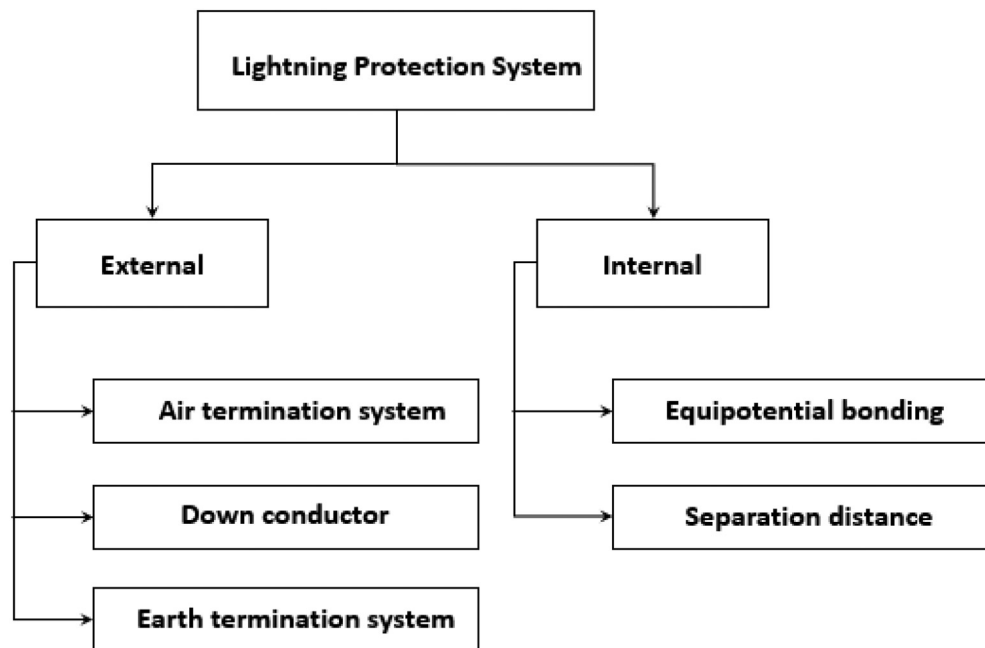 Lightning Protection System
External
Internal
Air termination system
Equipotential bonding
Down conductor
Separation distance
Earth termination system